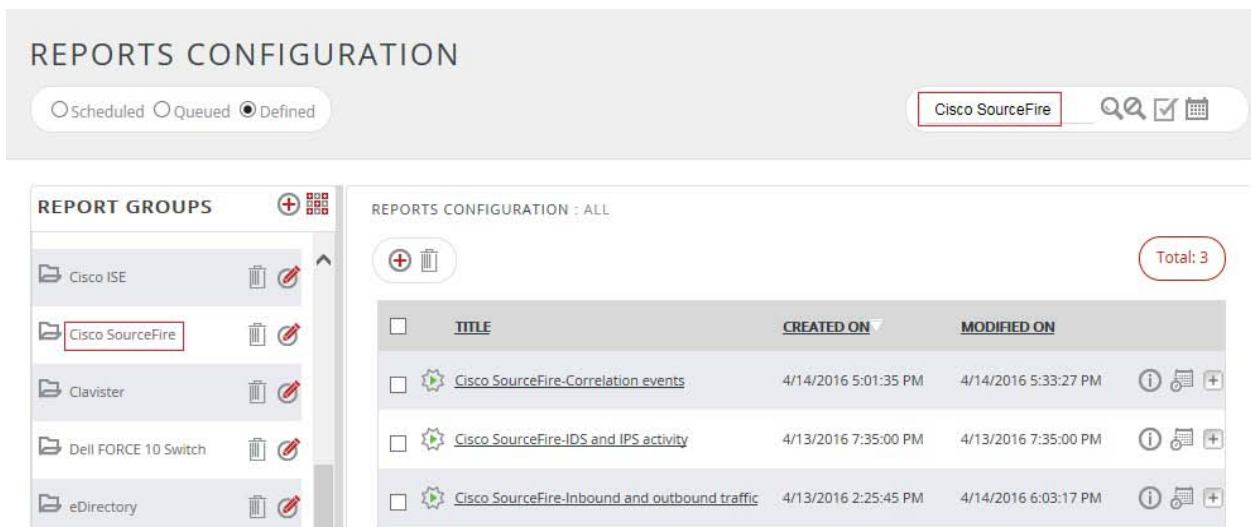 REPORTS CONFIGURATION
Scheduled Queued Defined
Cisco SourceFire
REPORT GROUPS
Cisco ISE
Cisco SourceFire
Clavister
Dell FORCE 10 Switch
eDirectory
REPORTS CONFIGURATION : ALL
Total: 3
TITLE CREATED ON MODIFIED ON
Cisco SourceFire-Correlation events 4/14/2016 5:01:35 PM 4/14/2016 5:33:27 PM
Cisco SourceFire-IDS and IPS activity 4/13/2016 7:35:00 PM 4/13/2016 7:35:00 PM
Cisco SourceFire-Inbound and outbound traffic 4/13/2016 2:25:45 PM 4/14/2016 6:03:17 PM